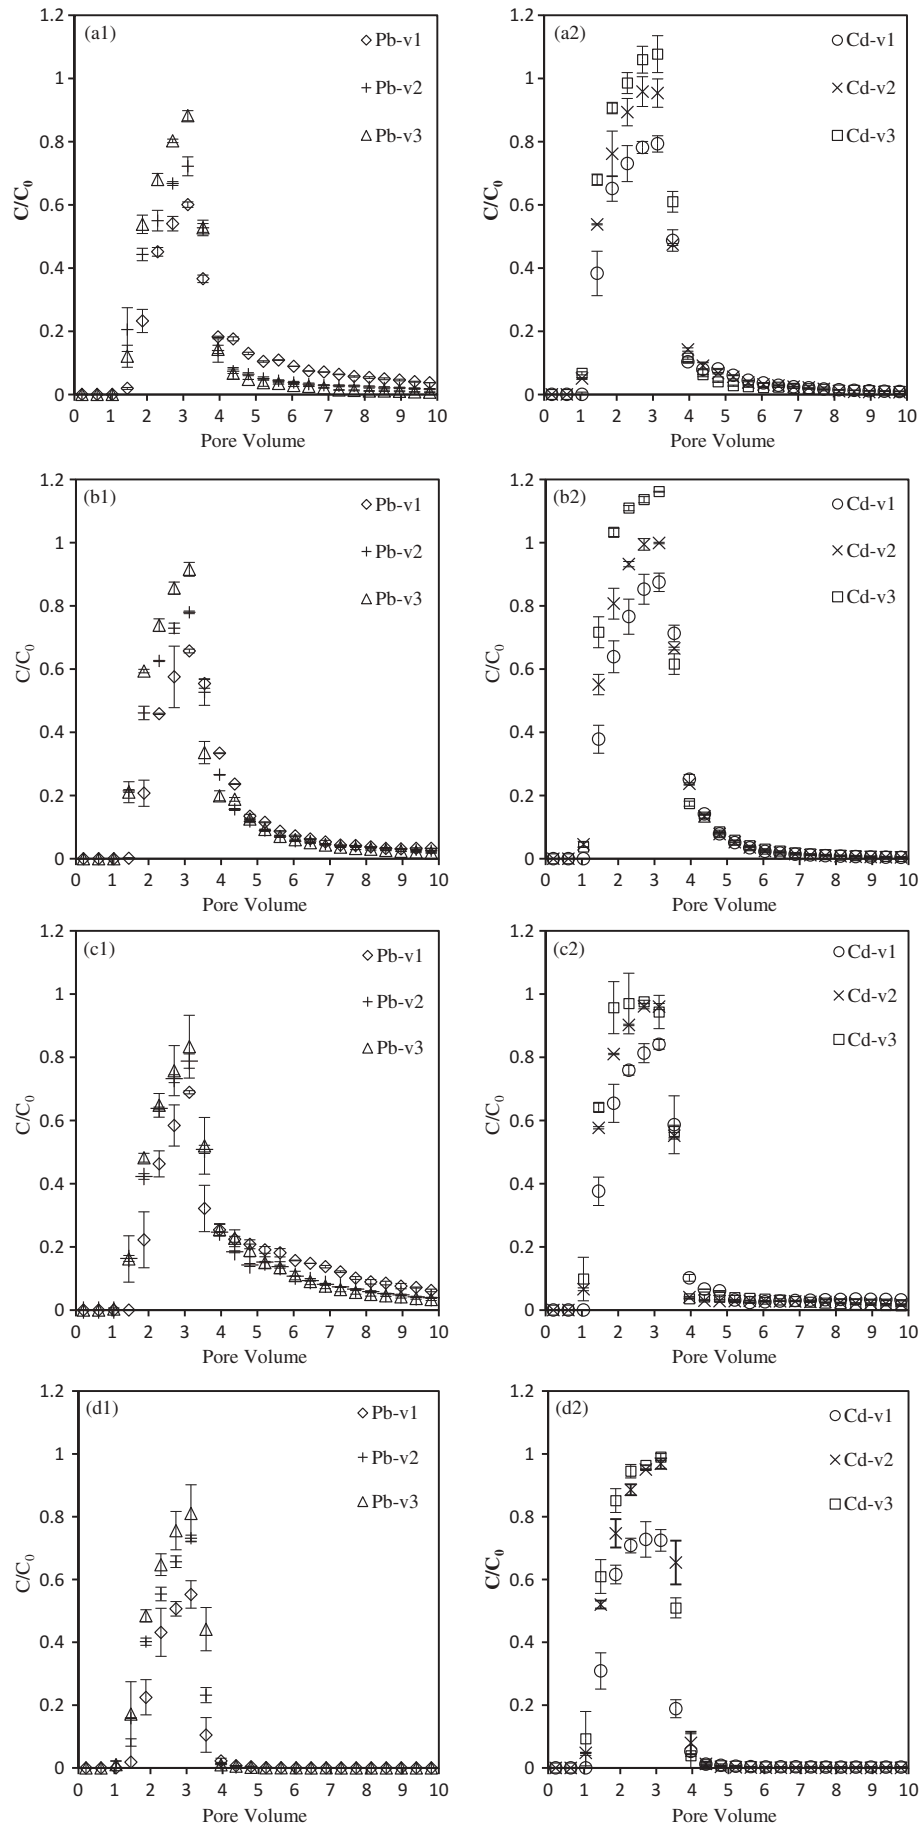 (a1)
Pb-v1
Pb-v2
Pb-v3
1.2
1
0.8
0.6
0.4
0.2
0
C/C0
0 1 2 3 4 5 6 7 8 9 10
Pore Volume
(a2)
Cd-v1
Cd-v2
Cd-v3
1.2
1
0.8
0.6
0.4
0.2
0
C/C0
0 1 2 3 4 5 6 7 8 9 10
Pore Volume
(b1)
Pb-v1
Pb-v2
Pb-v3
1.2
1
0.8
0.6
0.4
0.2
0
C/C0
0 1 2 3 4 5 6 7 8 9 10
Pore Volume
(b2)
Cd-v1
Cd-v2
Cd-v3
1.2
1
0.8
0.6
0.4
0.2
0
C/C0
0 1 2 3 4 5 6 7 8 9 10
Pore Volume
(c1)
Pb-v1
Pb-v2
Pb-v3
1.2
1
0.8
0.6
0.4
0.2
0
C/C0
0 1 2 3 4 5 6 7 8 9 10
Pore Volume
(c2)
Cd-v1
Cd-v2
Cd-v3
1.2
1
0.8
0.6
0.4
0.2
0
C/C0
0 1 2 3 4 5 6 7 8 9 10
Pore Volume
(d1)
Pb-v1
Pb-v2
Pb-v3
1.2
1
0.8
0.6
0.4
0.2
0
C/C0
0 1 2 3 4 5 6 7 8 9 10
Pore Volume
(d2)
Cd-v1
Cd-v2
Cd-v3
1.2
1
0.8
0.6
0.4
0.2
0
C/C0
0 1 2 3 4 5 6 7 8 9 10
Pore Volume